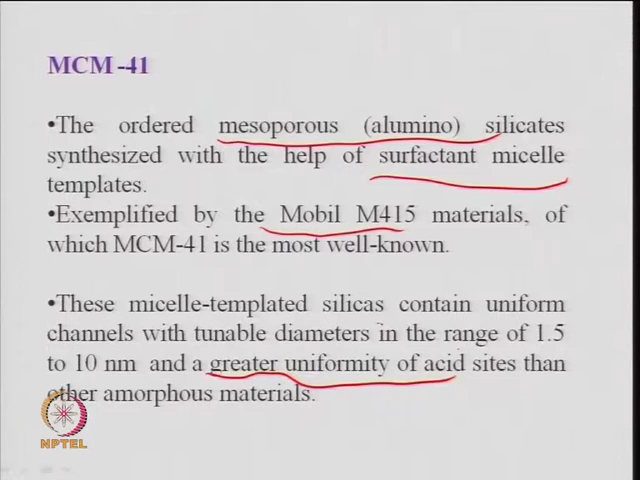 MCM -41
•The ordered mesoporous (alumino) silicates
synthesized with the help of surfactant micelle
templates.
•Exemplified by the Mobil M415 materials, of
which MCM-41 is the most well-known.
•These micelle-templated silicas contain uniform
channels with tunable diameters in the range of 1.5
to 10 nm and a greater uniformity of acid sites than
other amorphous materials.
NPTEL